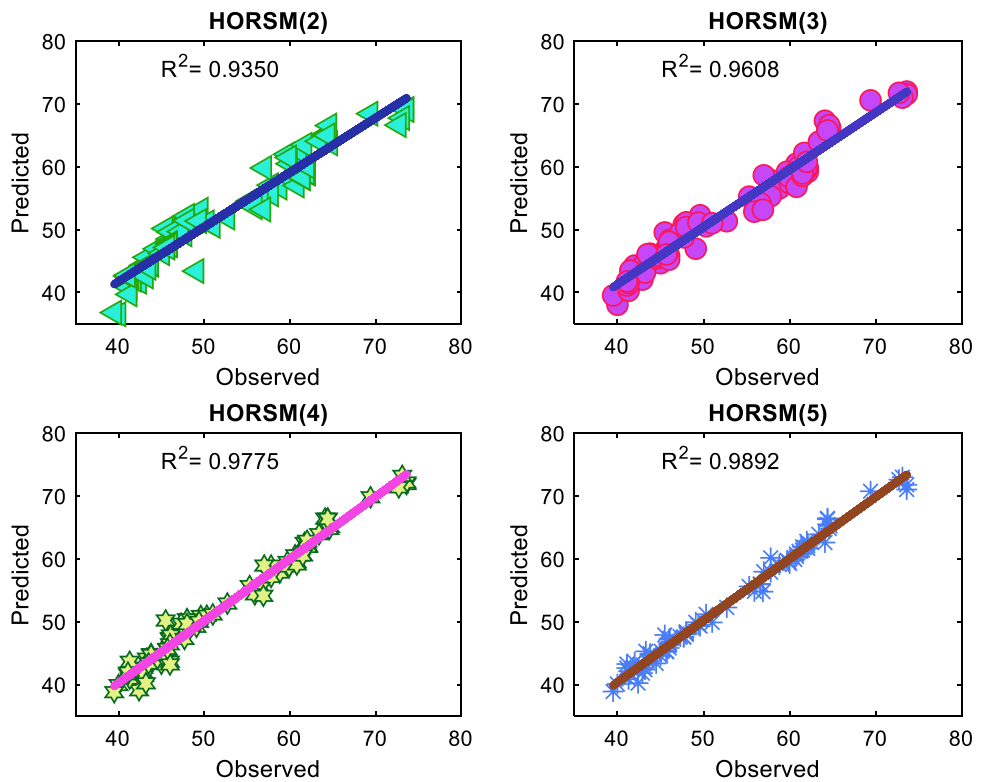 HORSM(2)
R2= 0.9350
80
70
60
50
40
Predicted
40 50 60 70 80
Observed
HORSM(3)
R2= 0.9608
80
70
60
50
40
Predicted
40 50 60 70 80
Observed
HORSM(4)
R2= 0.9775
80
70
60
50
40
Predicted
40 50 60 70 80
Observed
HORSM(5)
R2= 0.9892
80
70
60
50
40
Predicted
40 50 60 70 80
Observed